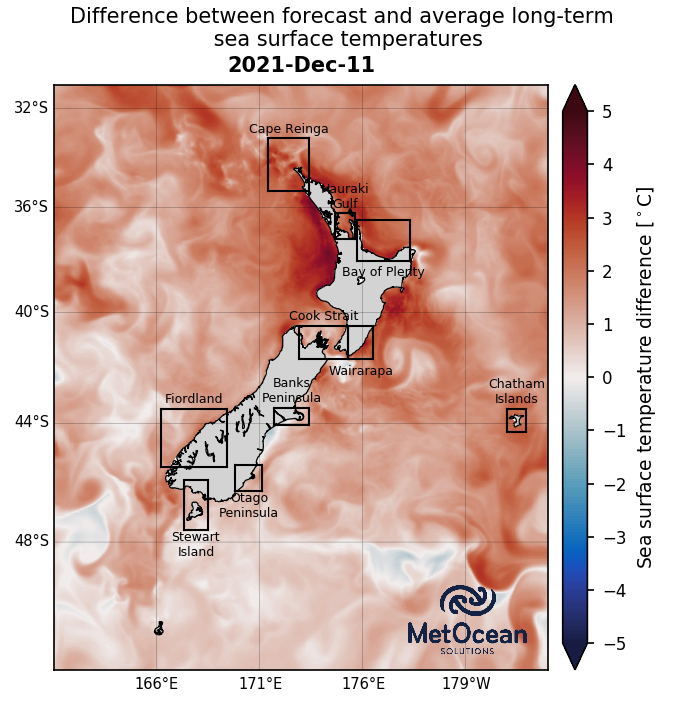 Difference between forecast and average long-term
sea surface temperatures
2021-Dec-11
32°S
36°S
40°S
44°S
48°S
166°E
171°E
176°E
179°W
Cape Reinga
Hauraki
Gulf
Bay of Plenty
Cook Strait
Wairarapa
Banks
Peninsula
Fiordland
Chatham
Islands
Otago
Peninsula
Stewart
Island
MetOcean
SOLUTIONS
5
4
3
2
1
0
−1
−2
−3
−4
−5
Sea surface temperature difference [°C]